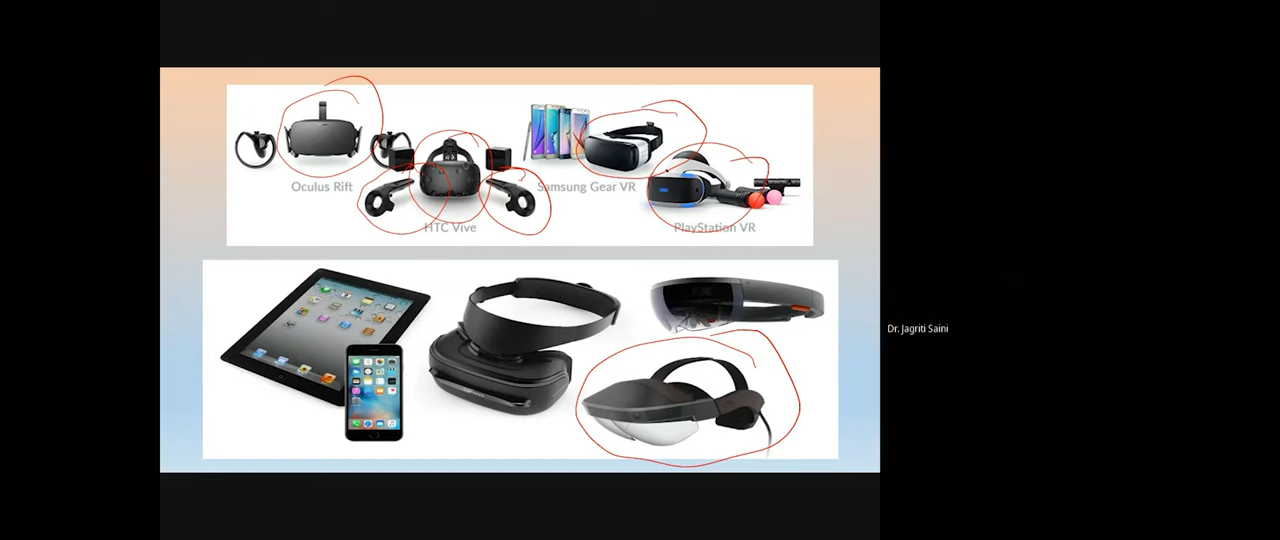 Oculus Rift
HTC Vive
Samsung Gear VR
PlayStation VR
Dr. Jagriti Saini